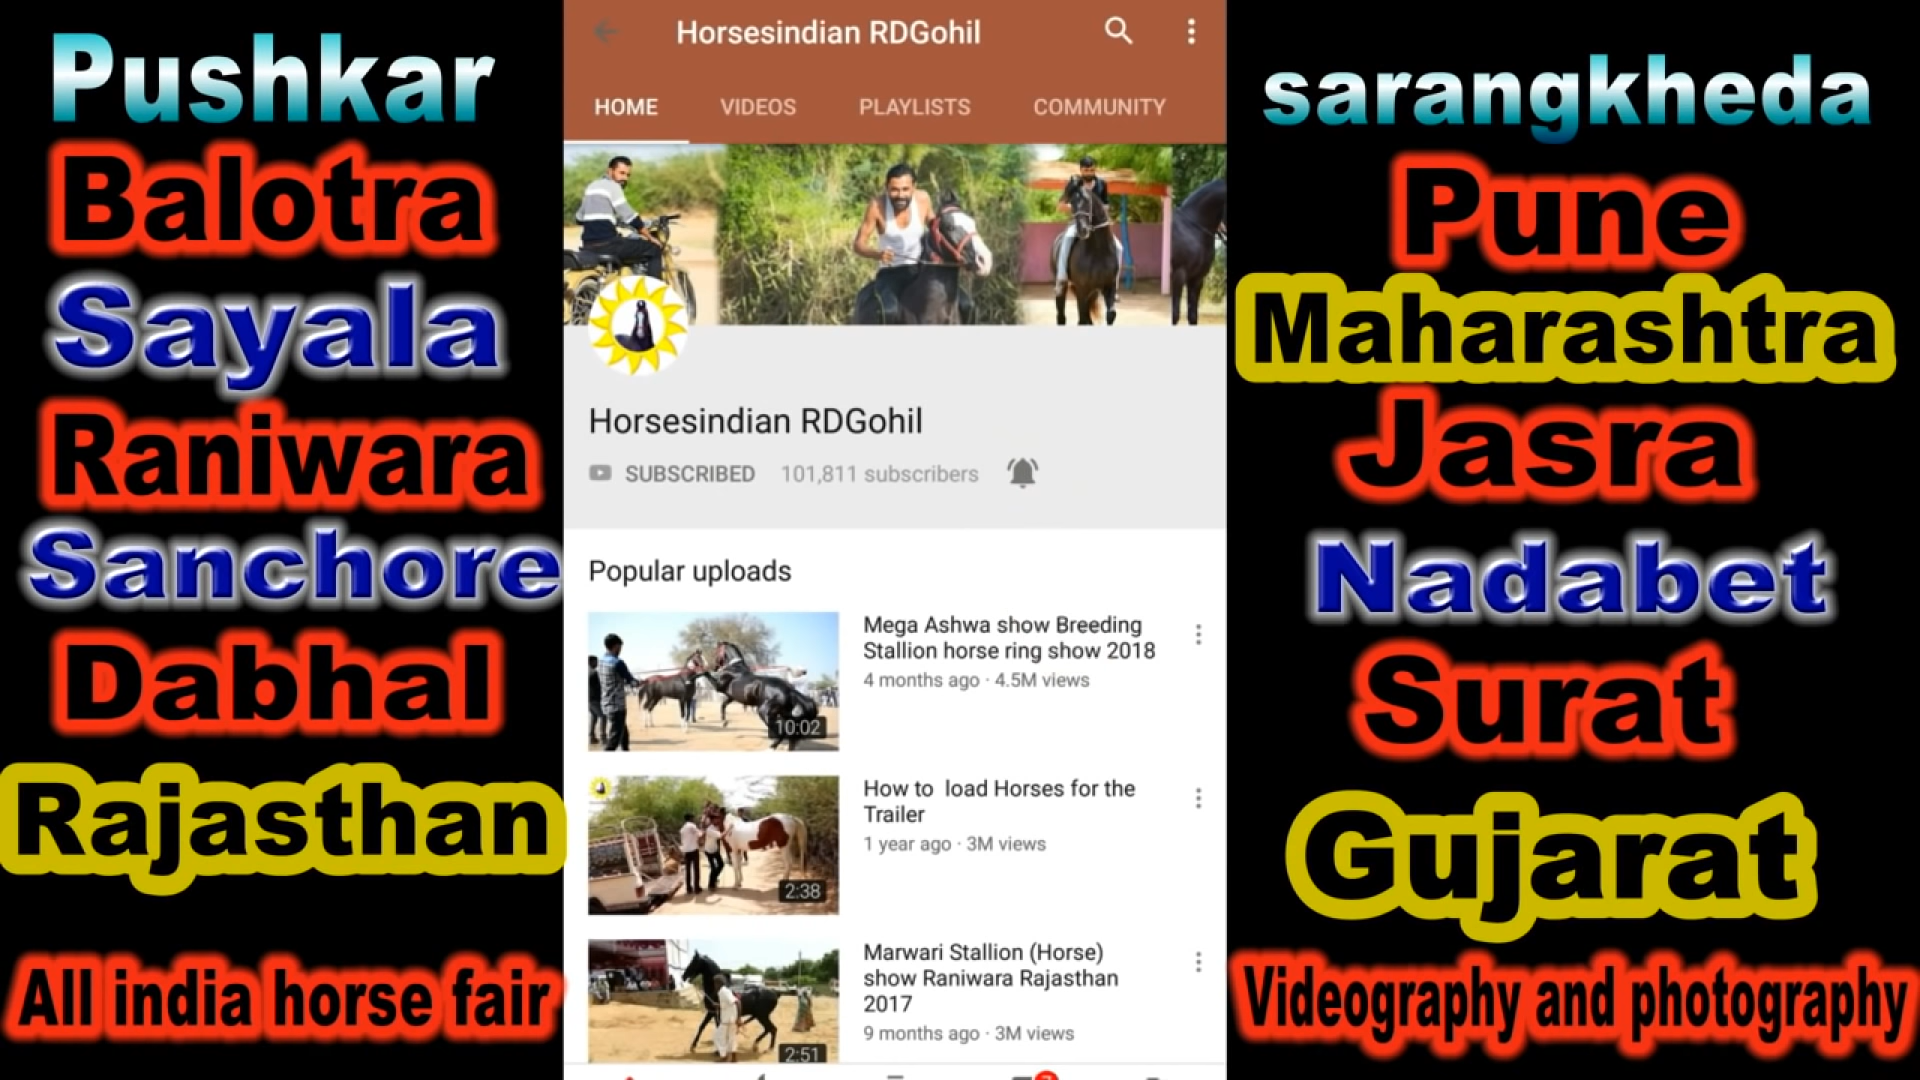 Pushkar
Balotra
Sayala
Raniwara
Sanchore
Dabhal
Rajasthan
All india horse fair
Horsesindian RDGohil
HOME VIDEOS PLAYLISTS COMMUNITY
Horsesindian RDGohil
SUBSCRIBED 101,811 subscribers
Popular uploads
Mega Ashwa show Breeding
Stallion horse ring show 2018
4 months ago · 4.5M views
10:02
How to load Horses for the
Trailer
1 year ago · 3M views
2:38
Marwari Stallion (Horse)
show Raniwara Rajasthan
2017
9 months ago · 3M views
2:51
7
sarangkheda
Pune
Maharashtra
Jasra
Nadabet
Surat
Gujarat
Videography and photography